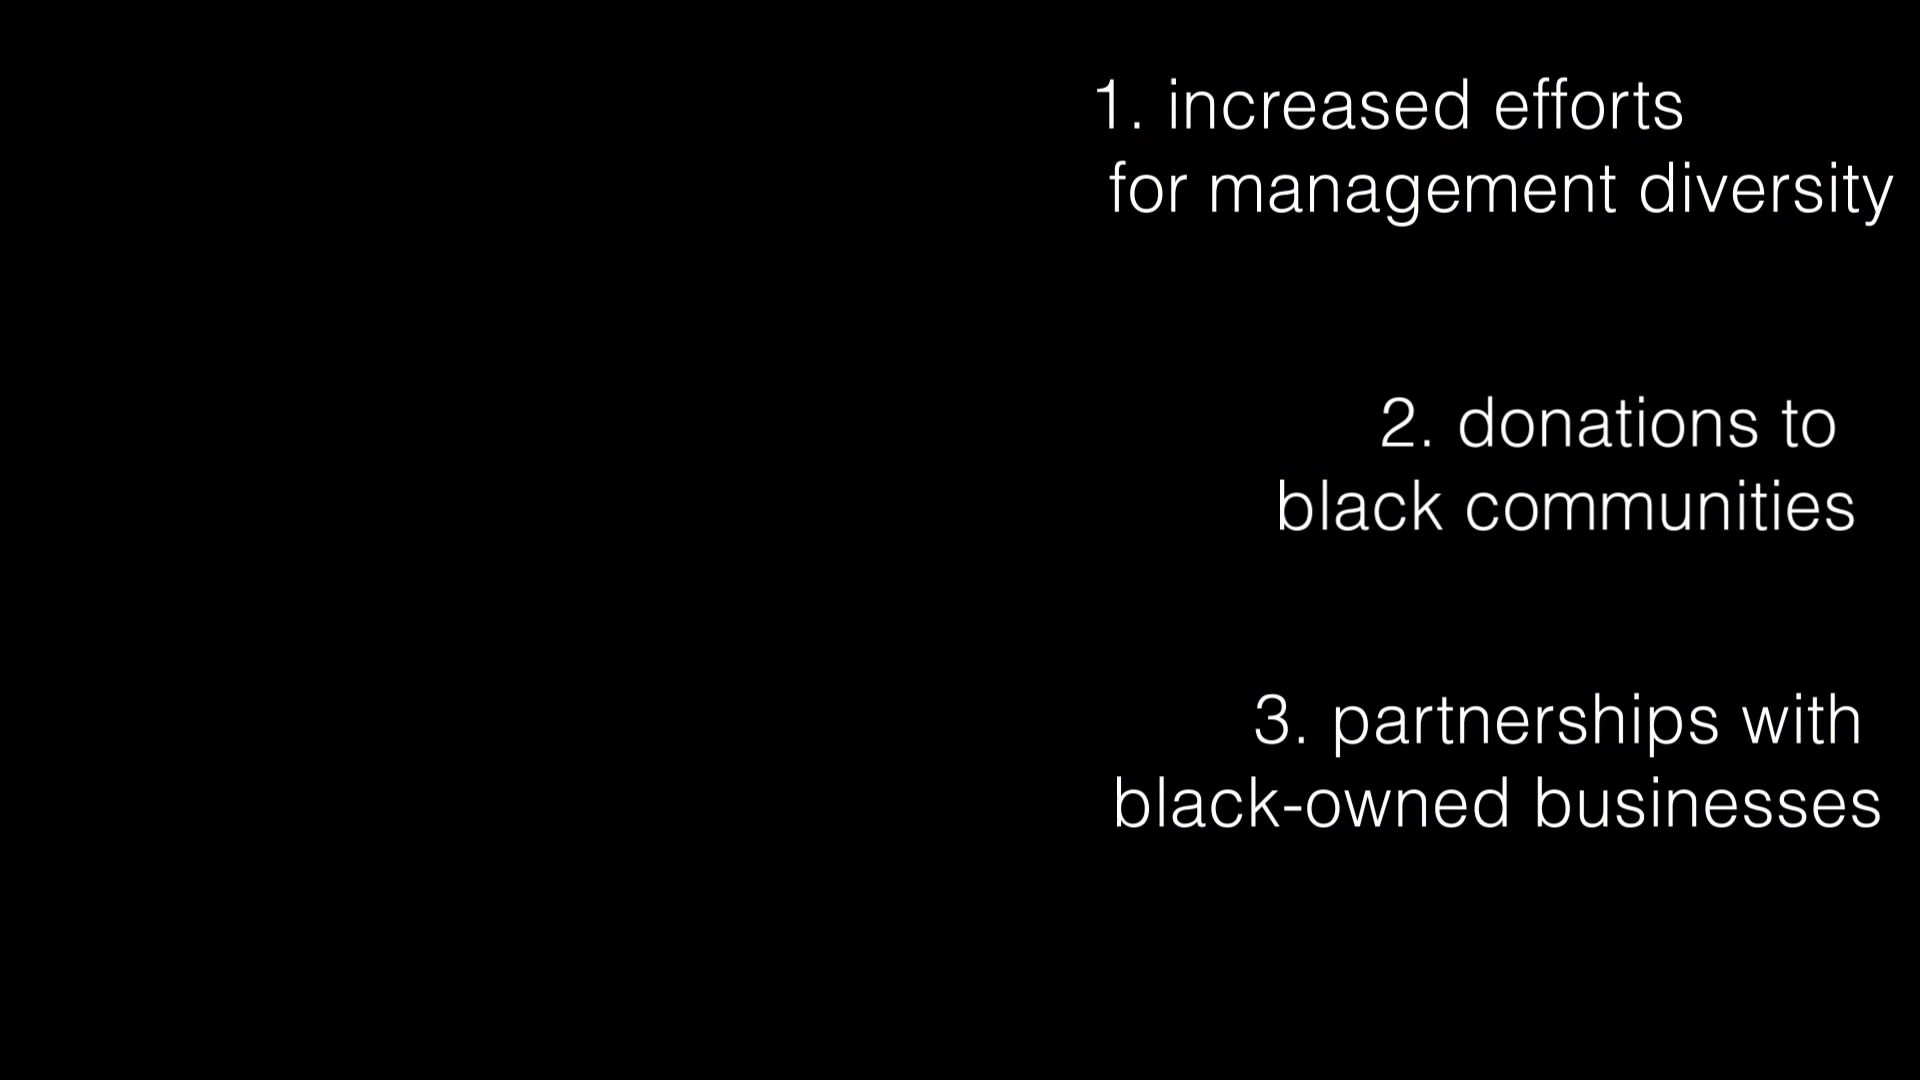 1. increased efforts
for management diversity
2. donations to
black communities
3. partnerships with
black-owned businesses